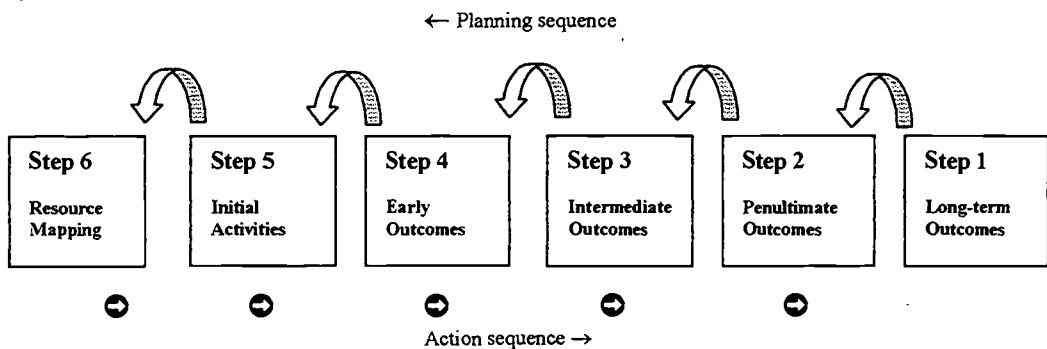 ← Planning sequence
Step 6
Resource
Mapping
Step 5
Initial
Activities
Step 4
Early
Outcomes
Step 3
Intermediate
Outcomes
Step 2
Penultimate
Outcomes
Step 1
Long-term
Outcomes
Action sequence →